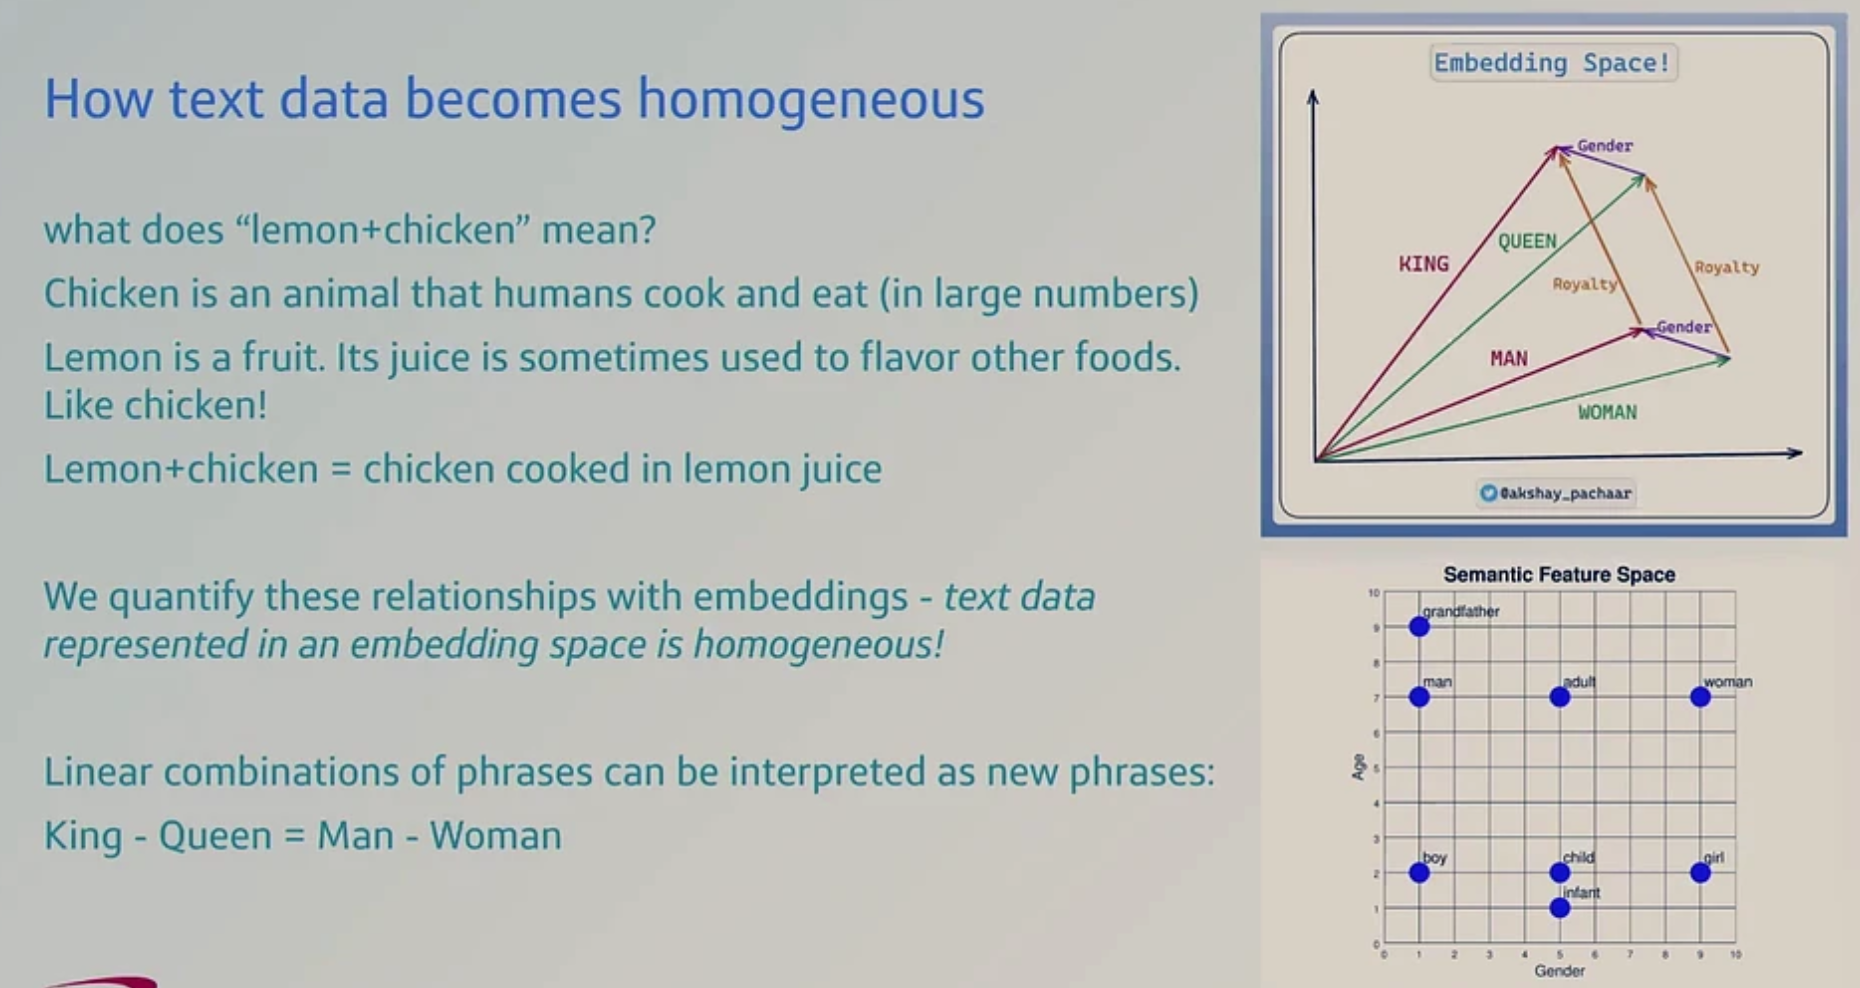 How text data becomes homogeneous
what does “lemon+chicken” mean?
Chicken is an animal that humans cook and eat (in large numbers)
Lemon is a fruit. Its juice is sometimes used to flavor other foods.
Like chicken!
Lemon+chicken = chicken cooked in lemon juice
We quantify these relationships with embeddings - text data
represented in an embedding space is homogeneous!
Linear combinations of phrases can be interpreted as new phrases:
King - Queen = Man - Woman
Embedding Space!
Gender
QUEEN
KING
Royalty
Royalty
Gender
MAN
WOMAN
@akshay_pachaar
Semantic Feature Space
10
grandfather
9
8
man
adult
woman
7
6
Age
5
4
3
boy
child
girl
2
infant
1
0
0 1 2 3 4 5 6 7 8 9 10
Gender